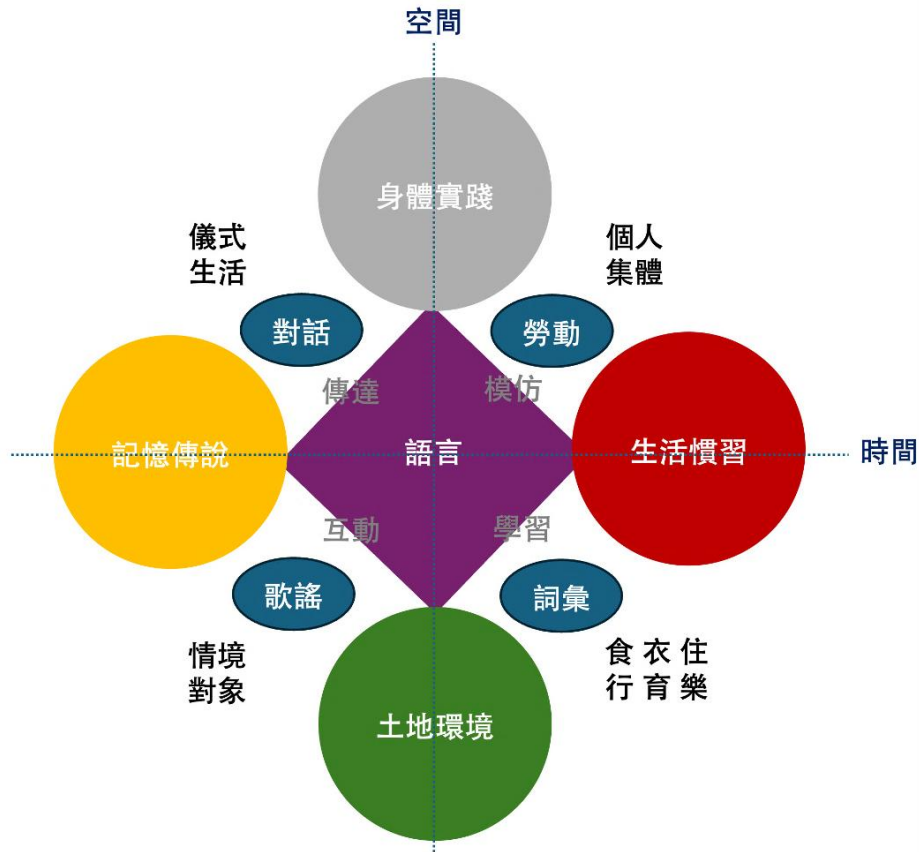 空間
身體實踐
儀式
生活
個人
集體
對話
勞動
傳達
模仿
記憶傳說
語言
生活慣習
時間
互動
學習
歌謠
詞彙
情境
對象
食 衣 住
行 育 樂
土地環境